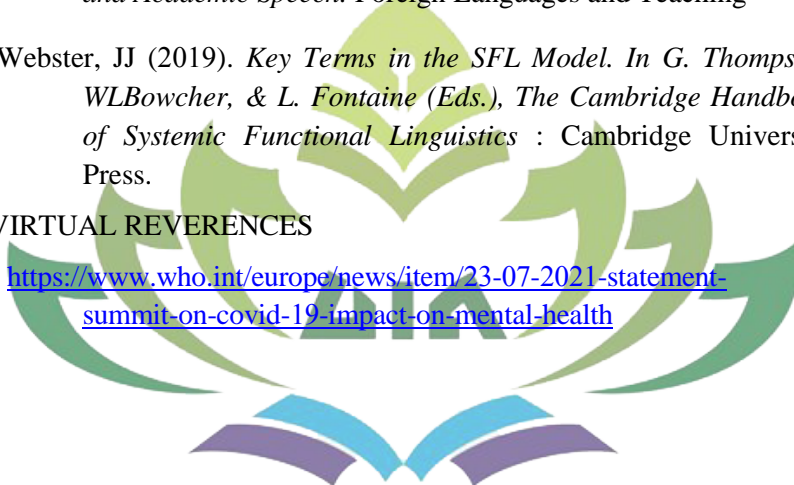 and Academic Speech. Foreign Languages and Teaching
Webster, JJ (2019). Key Terms in the SFL Model. In G. Thomps
WLBowcher, & L. Fontaine (Eds.), The Cambridge Handb
of Systemic Functional Linguistics : Cambridge Univers
Press.
VIRTUAL REVERENCES
https://www.who.int/europe/news/item/23-07-2021-statement-
summit-on-covid-19-impact-on-mental-health